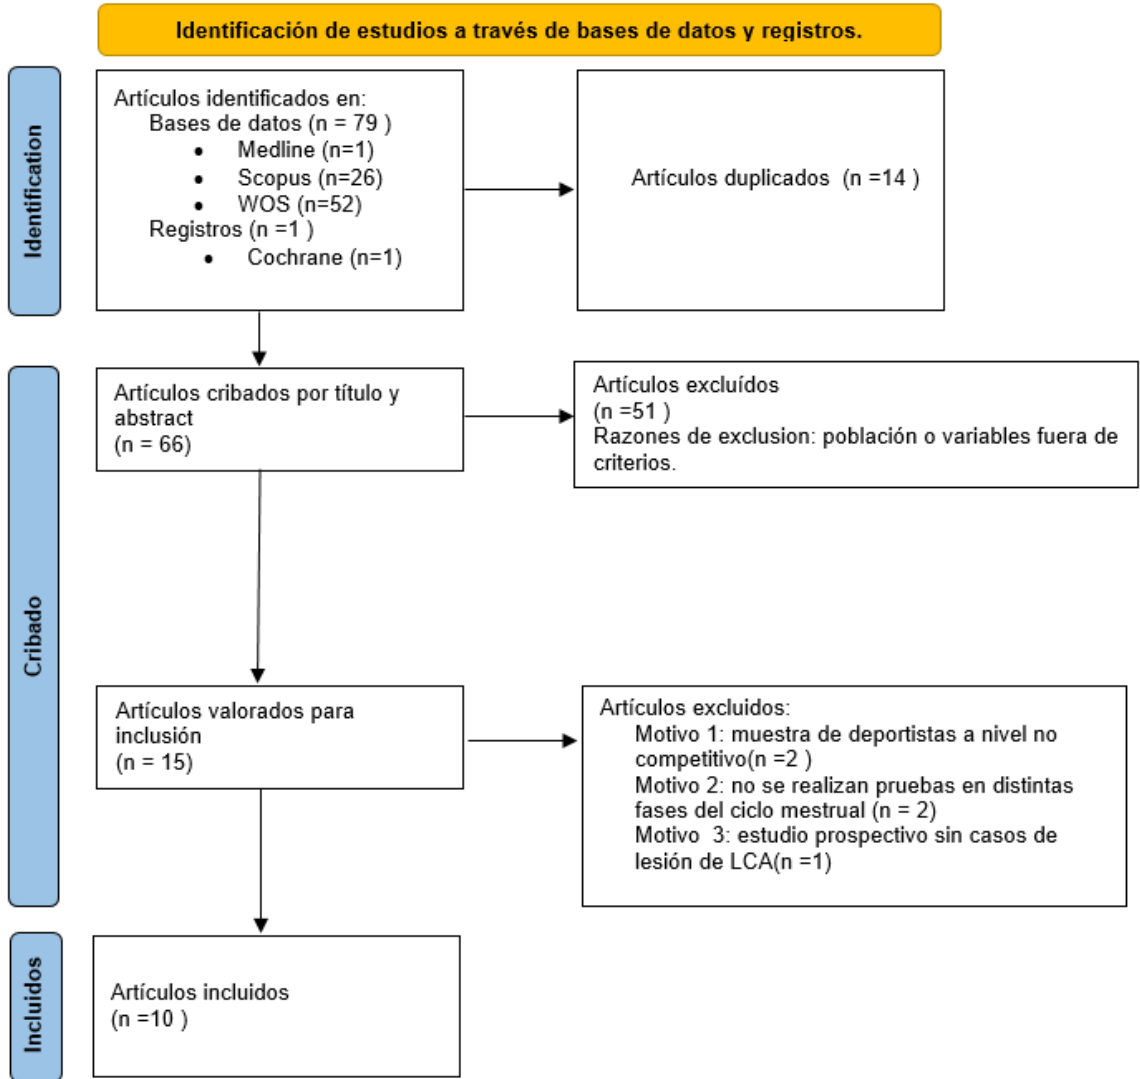 Identificación de estudios a través de bases de datos y registros.
Identification
Artículos identificados en:
Bases de datos (n = 79 )
• Medline (n=1)
• Scopus (n=26)
• WOS (n=52)
Registros (n =1 )
• Cochrane (n=1)
Artículos duplicados (n =14 )
Cribado
Artículos cribados por título y
abstract
(n = 66)
Artículos excluídos
(n =51 )
Razones de exclusion: población o variables fuera de
criterios.
Artículos valorados para
inclusión
(n = 15)
Artículos excluidos:
Motivo 1: muestra de deportistas a nivel no
competitivo(n =2 )
Motivo 2: no se realizan pruebas en distintas
fases del ciclo mestrual (n = 2)
Motivo 3: estudio prospectivo sin casos de
lesión de LCA(n =1)
Incluidos
Artículos incluidos
(n =10 )